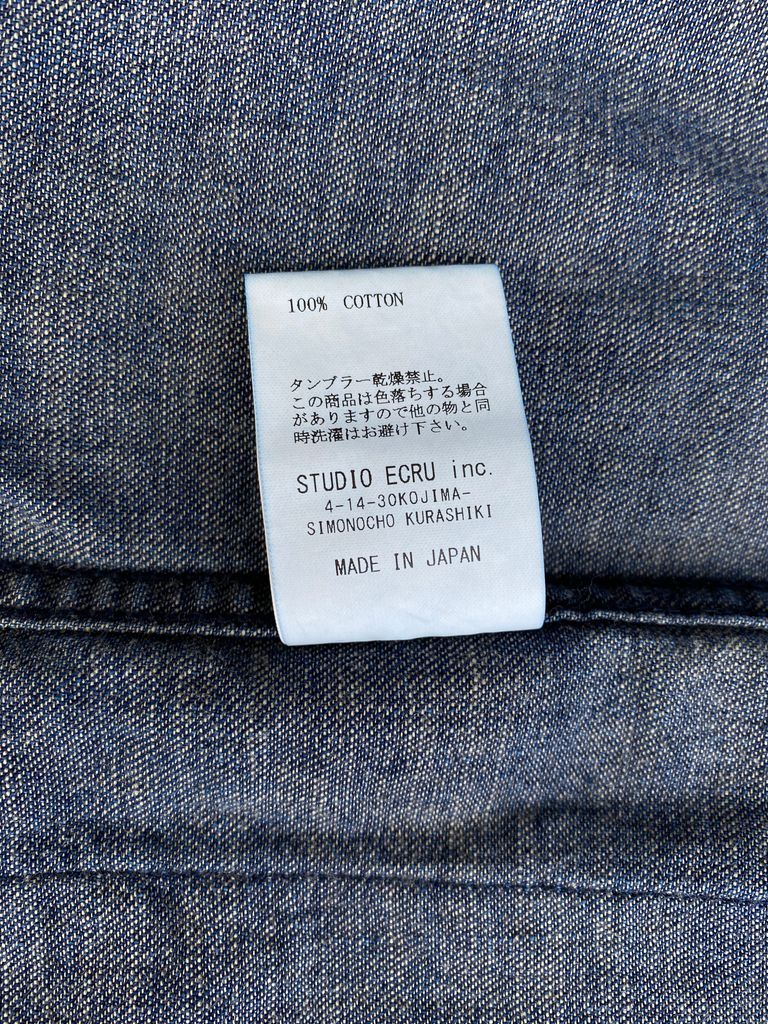 100% COTTON
タンブラー乾燥禁止。
この商品は色落ちする場合
がありますので他の物と同
時洗濯はお避け下さい。
STUDIO ECRU inc.
4-14-30KOJIMA-
SIMONOCHO KURASHIKI
MADE IN JAPAN